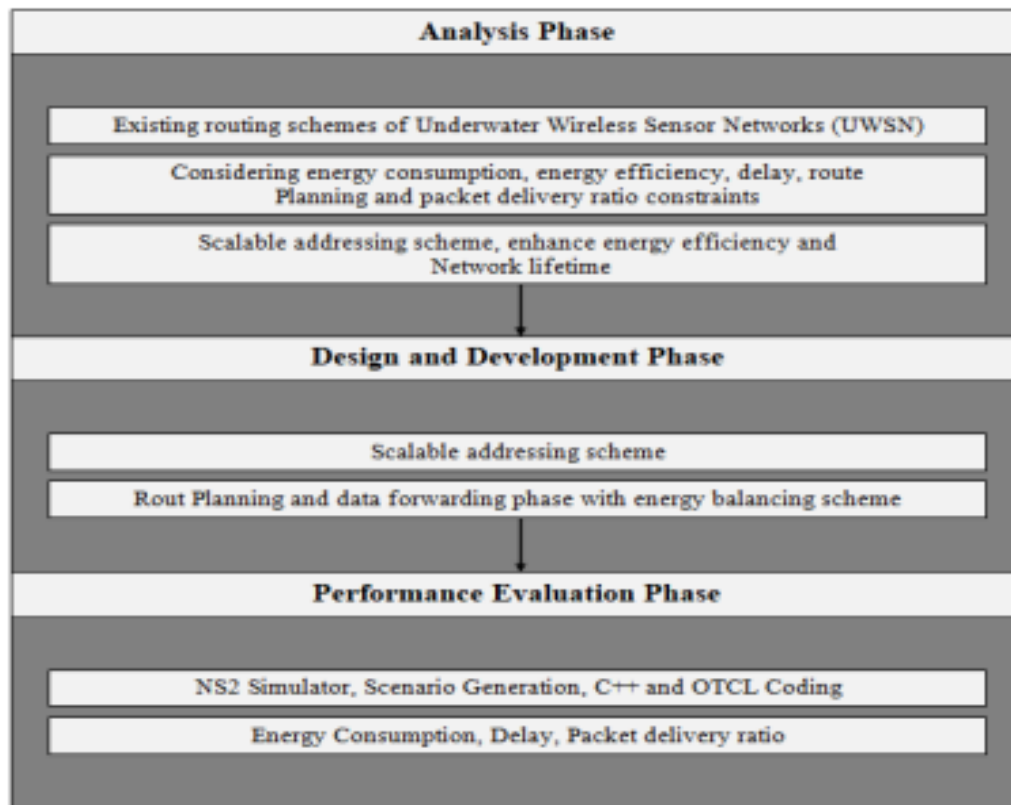 Analysis Phase
Existing routing schemes of Underwater Wireless Sensor Networks (UWSN)
Considering energy consumption, energy efficiency, delay, route
Planning and packet delivery ratio constraints
Scalable addressing scheme, enhance energy efficiency and
Network lifetime
Design and Development Phase
Scalable addressing scheme
Rout Planning and data forwarding phase with energy balancing scheme
Performance Evaluation Phase
NS2 Simulator, Scenario Generation, C++ and OTCL Coding
Energy Consumption, Delay, Packet delivery ratio